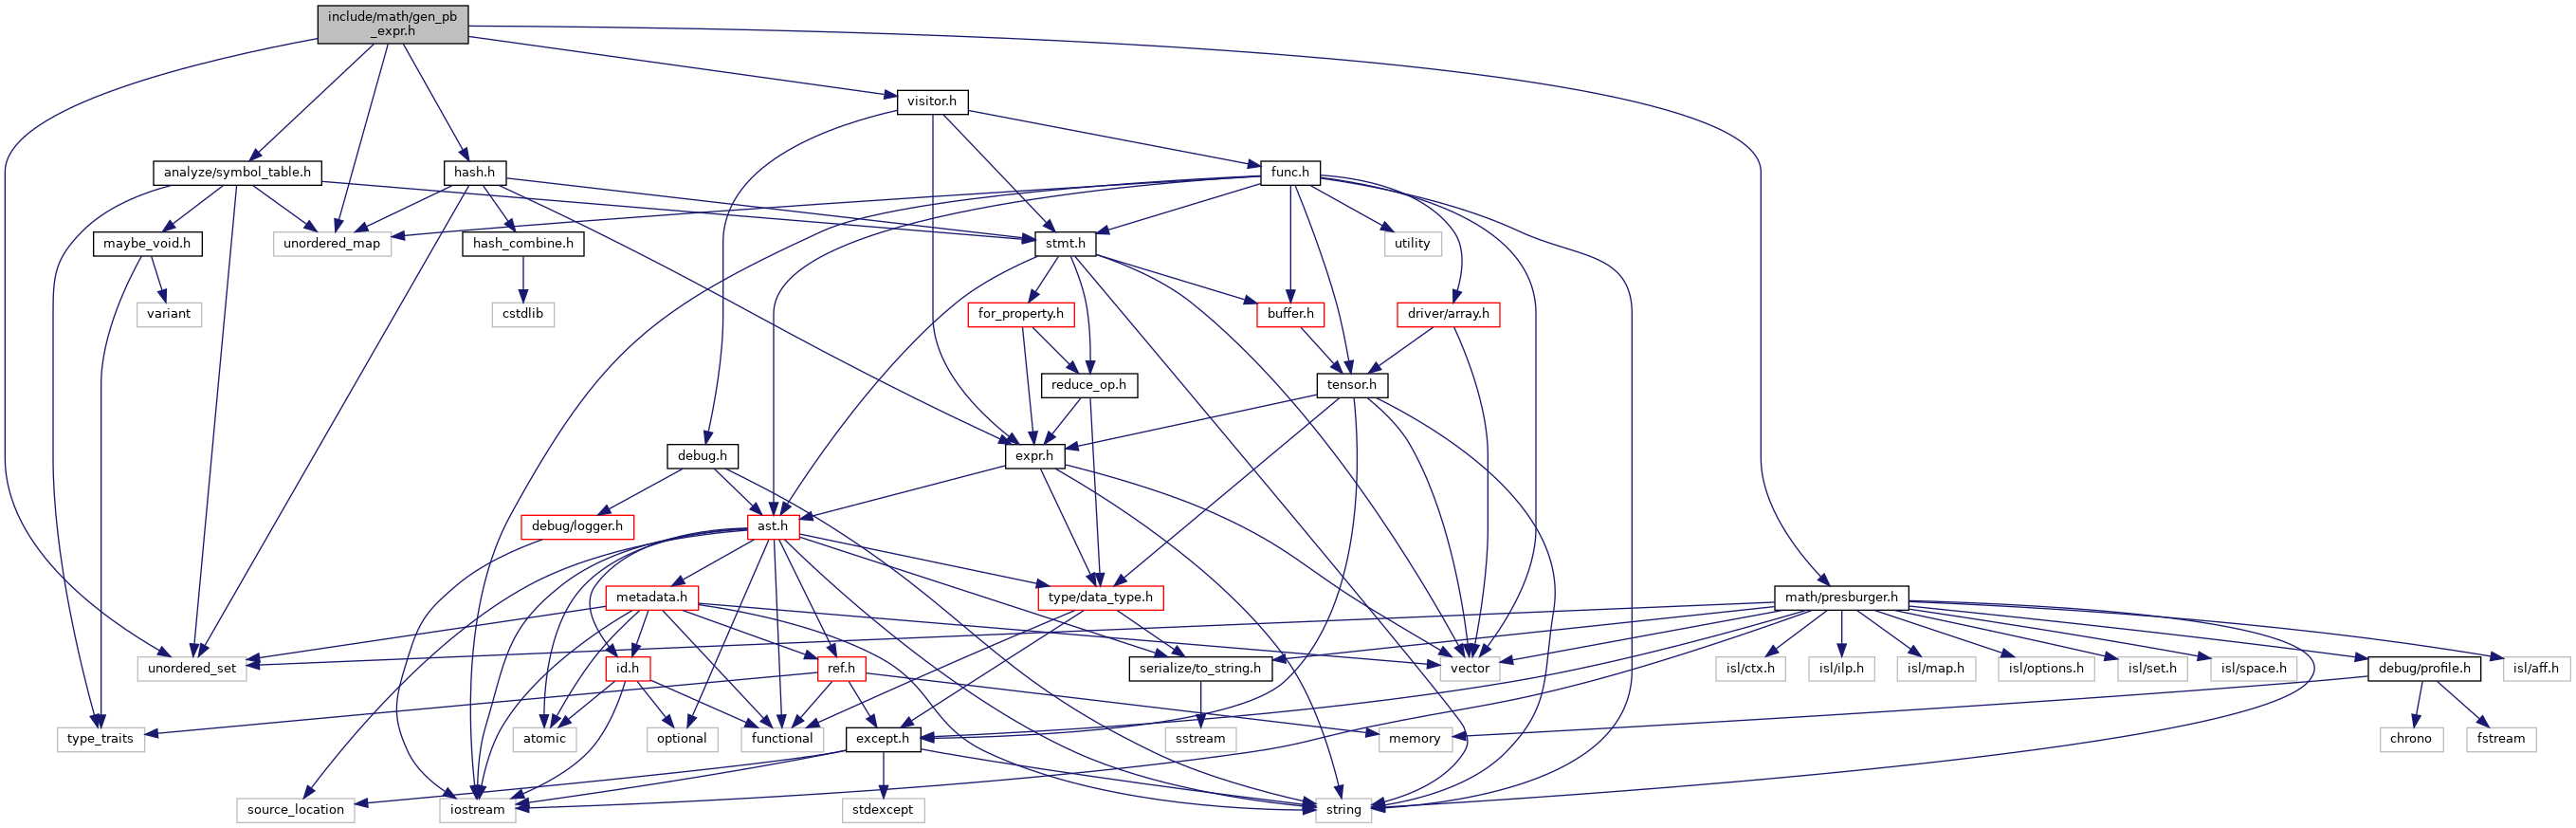 include/math/gen_pb
_expr.h
visitor.h
analyze/symbol_table.h
hash.h
func.h
maybe_void.h
unordered_map
hash_combine.h
stmt.h
utility
variant
cstdlib
for_property.h
buffer.h
driver/array.h
reduce_op.h
tensor.h
debug.h
expr.h
debug/logger.h
ast.h
metadata.h
type/data_type.h
math/presburger.h
unordered_set
id.h
ref.h
serialize/to_string.h
vector
isl/ctx.h
isl/ilp.h
isl/map.h
isl/options.h
isl/set.h
isl/space.h
debug/profile.h
isl/aff.h
type_traits
atomic
optional
functional
except.h
sstream
memory
chrono
fstream
source_location
iostream
stdexcept
string